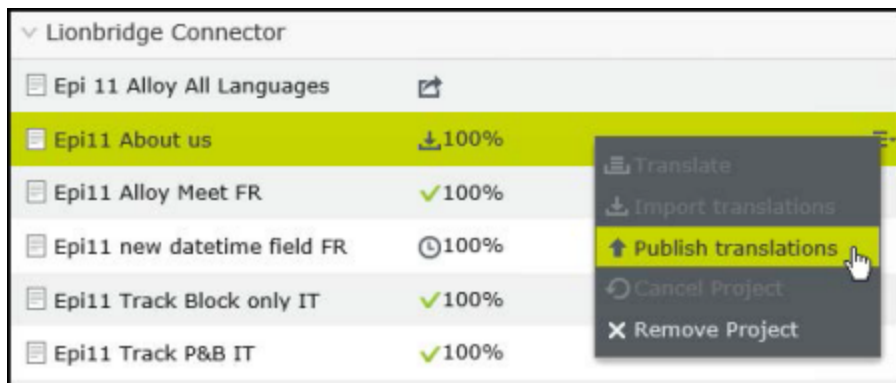 Lionbridge Connector
Epi 11 Alloy All Languages
Epi11 About us 100%
Translate
Epi11 Alloy Meet FR 100%
Import translations
Epi11 new datetime field FR 100%
Publish translations
Epi11 Track Block only IT 100%
Cancel Project
Remove Project
Epi11 Track P&B IT 100%